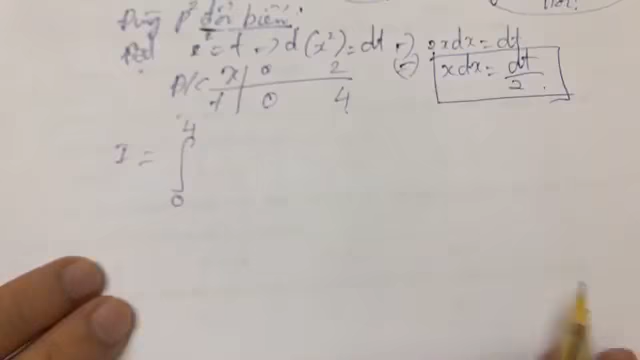 Dùng p² đổi biến.
Đặt x² = t => d(x²) = dt => 2xdx = dt
<=> xdx = dt/2.
Đ/C x | 0 2
t | 0 4
I = ∫₀⁴